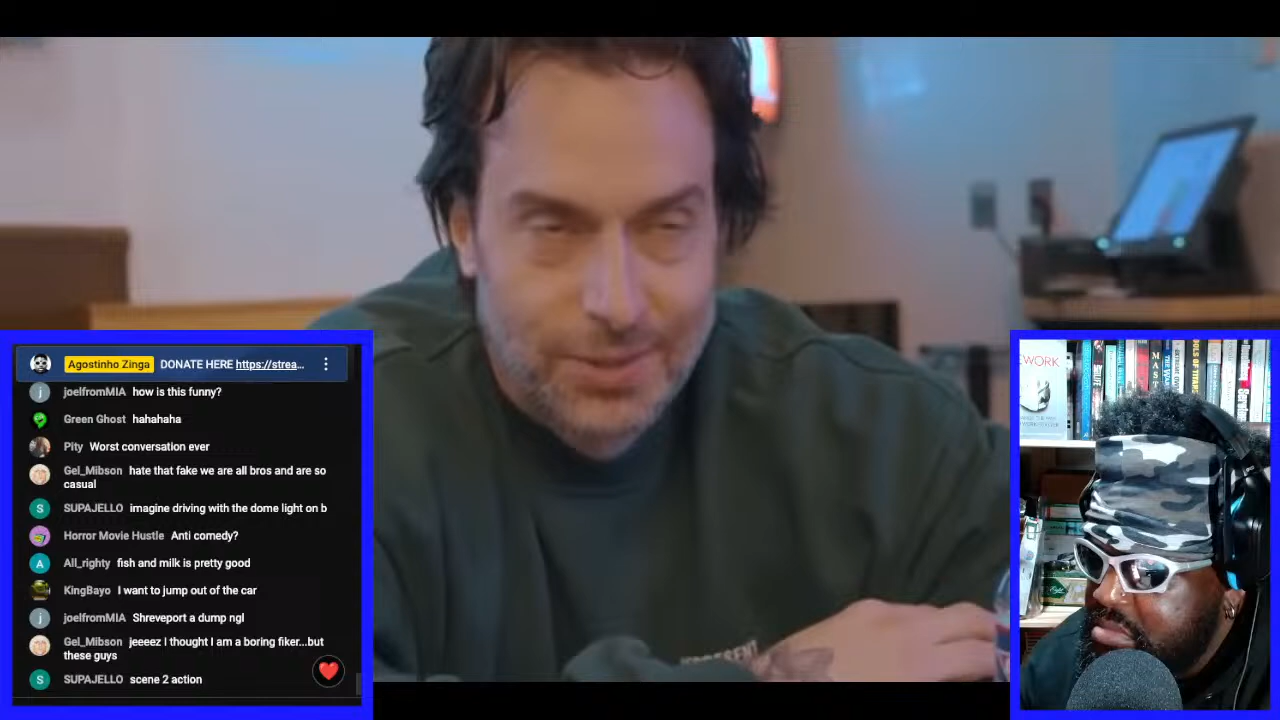 Agostinho Zinga DONATE HERE https://strea...
joelfromMIA how is this funny?
Green Ghost hahahaha
Pity Worst conversation ever
Gel_Mibson hate that fake we are all bros and are so
casual
SUPAJELLO imagine driving with the dome light on b
Horror Movie Hustle Anti comedy?
All_righty fish and milk is pretty good
KingBayo I want to jump out of the car
joelfromMIA Shreveport a dump ngl
Gel_Mibson jeeeez I thought I am a boring fiker...but
these guys
SUPAJELLO scene 2 action
WORK
MAST